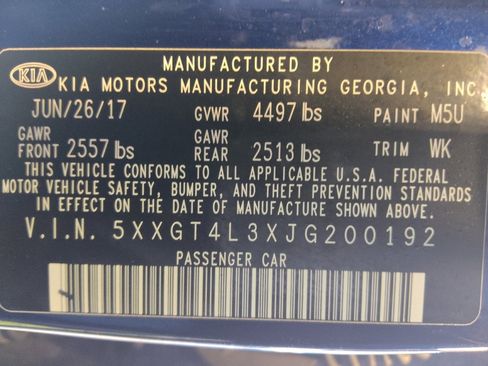 MANUFACTURED BY
KIA KIA MOTORS MANUFACTURING GEORGIA, INC.
JUN/26/17 GVWR 4497 lbs PAINT M5U
GAWR FRONT 2557 lbs GAWR REAR 2513 lbs TRIM WK
THIS VEHICLE CONFORMS TO ALL APPLICABLE U.S.A. FEDERAL
MOTOR VEHICLE SAFETY, BUMPER, AND THEFT PREVENTION STANDARDS
IN EFFECT ON THE DATE OF MANUFACTURE SHOWN ABOVE.
V.I.N. 5XXGT4L3XJG200192
PASSENGER CAR